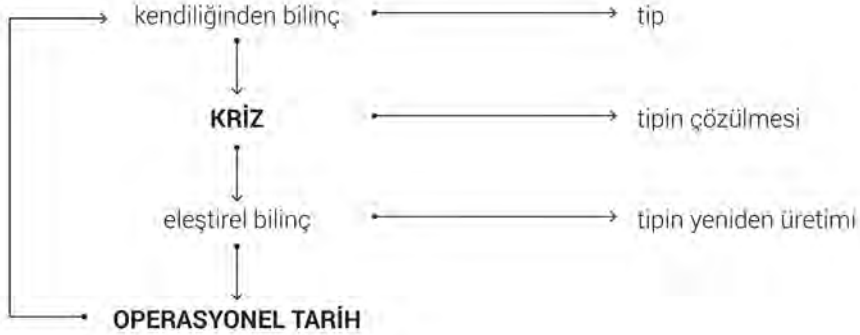 kendiliğinden bilinç tip
KRİZ tipin çözülmesi
eleştirel bilinç tipin yeniden üretimi
OPERASYONEL TARİH